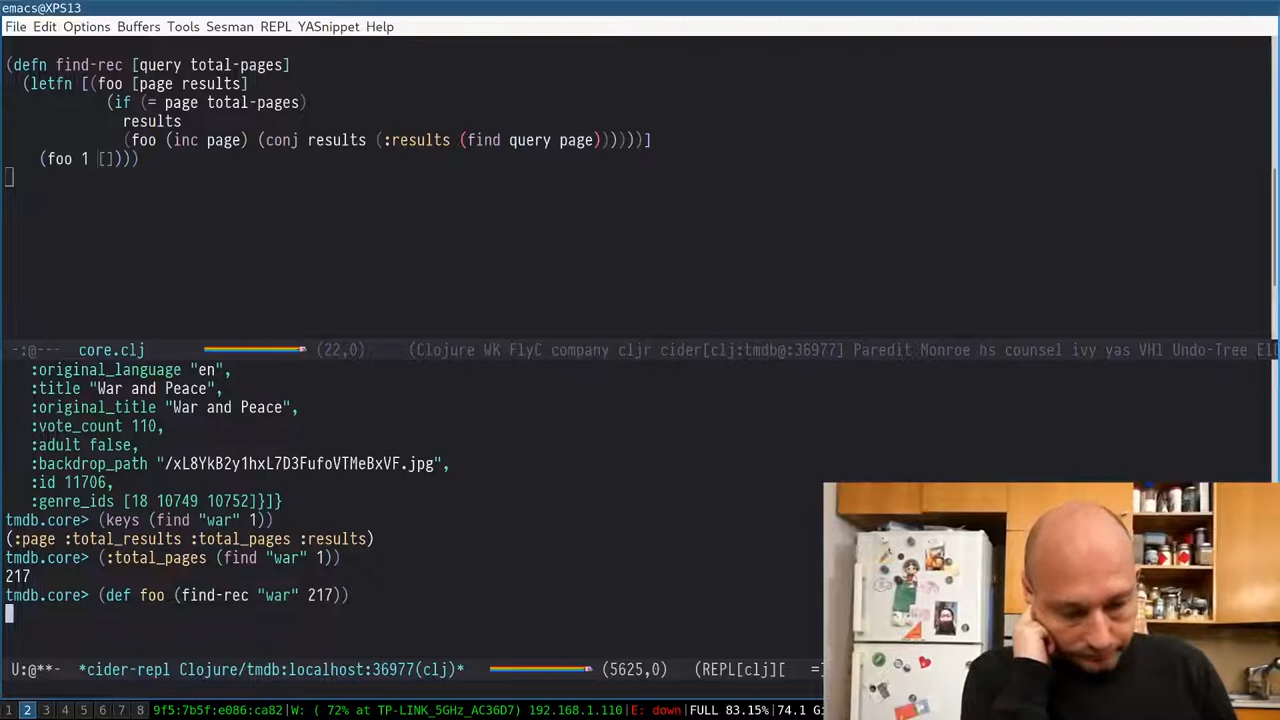 emacs@XPS13
File Edit Options Buffers Tools Sesman REPL YASnippet Help
(defn find-rec [query total-pages]
(letfn [(foo [page results]
(if (= page total-pages)
results
(foo (inc page) (conj results (:results (find query page))))))]
(foo 1 [])))
-:@--- core.clj (22,0) (Clojure WK FlyC company cljr cider[clj:tmdb@:36977] Paredit Monroe hs counsel ivy yas VHl Undo-Tree El
:original_language "en",
:title "War and Peace",
:original_title "War and Peace",
:vote_count 110,
:adult false,
:backdrop_path "/xL8YkB2y1hxL7D3FufoVTMeBxVF.jpg",
:id 11706,
:genre_ids [18 10749 10752]}]}
tmdb.core> (keys (find "war" 1))
(:page :total_results :total_pages :results)
tmdb.core> (:total_pages (find "war" 1))
217
tmdb.core> (def foo (find-rec "war" 217))
U:@**- *cider-repl Clojure/tmdb:localhost:36977(clj)* (5625,0) (REPL[clj][ =
1 2 3 4 5 6 7 8 9f5:7b5f:e086:ca82|W: ( 72% at TP-LINK_5GHz_AC36D7) 192.168.1.110|E: down|FULL 83.15%|74.1 G